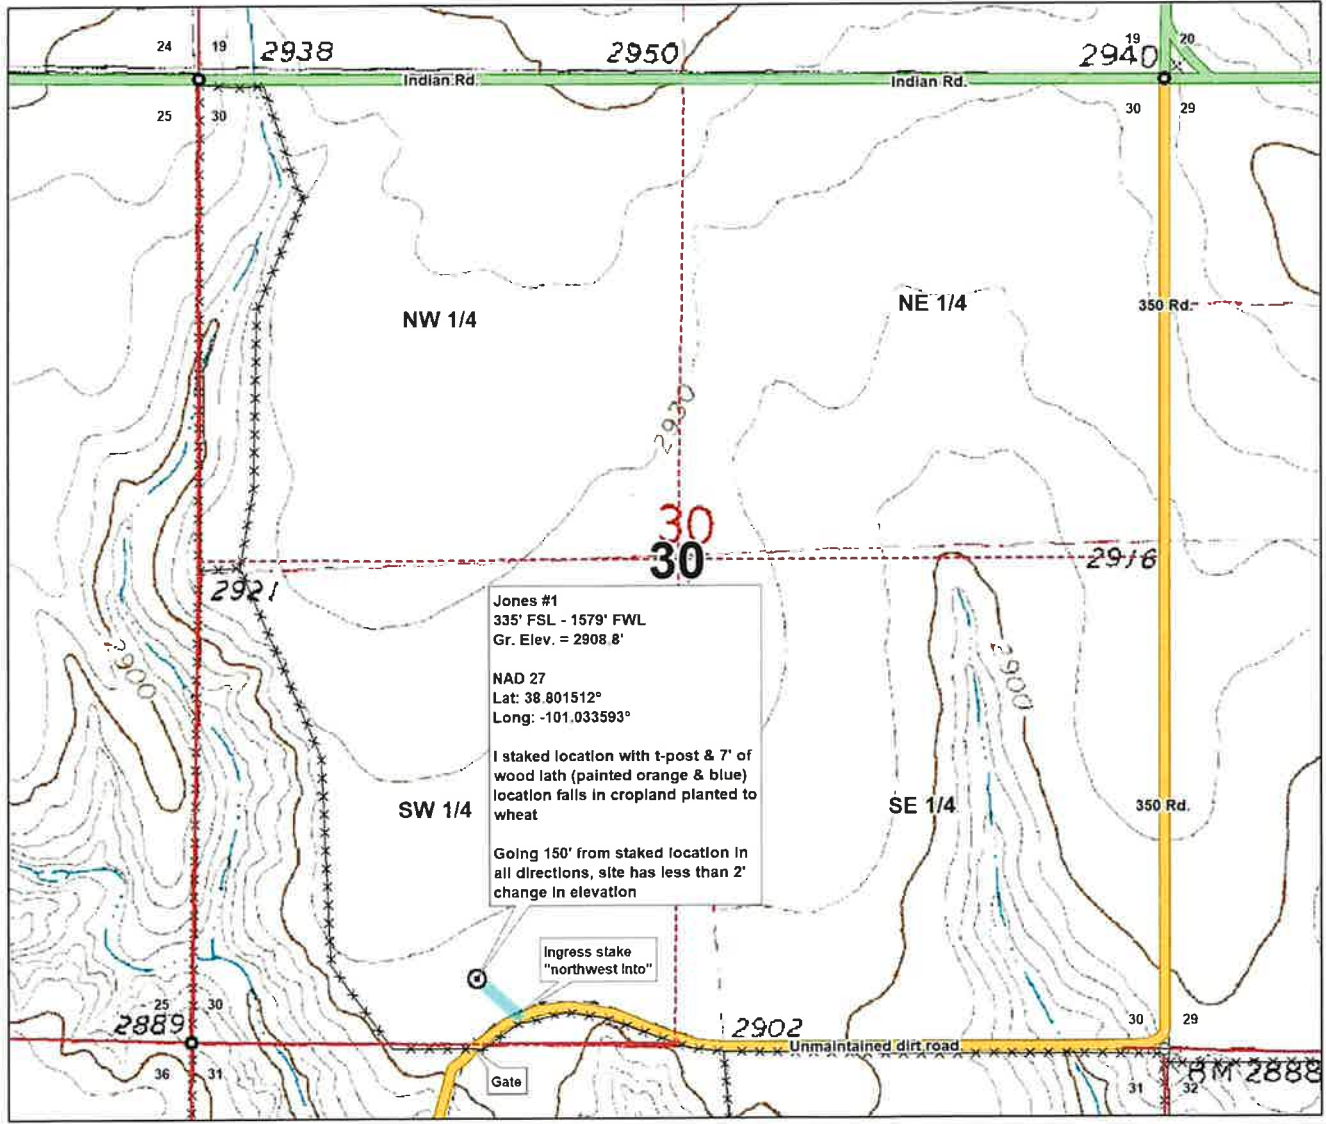 24 19 2938 2950 2940 19 20
Indian Rd. Indian Rd.
25 30 30 29
NW 1/4 NE 1/4 350 Rd.
2930
30
30
2916
2921
Jones #1
335' FSL - 1579' FWL
Gr. Elev. = 2908.8'
NAD 27
Lat: 38.801512°
Long: -101.033593°
I staked location with t-post & 7' of
wood lath (painted orange & blue)
location falls in cropland planted to
wheat
Going 150' from staked location in
all directions, site has less than 2'
change in elevation
2900
2900
SW 1/4 SE 1/4 350 Rd.
Ingress stake
"northwest into"
25 30 30 29
2889 2902
Unmaintained dirt road.
Gate
36 31 31 32
BM 2888